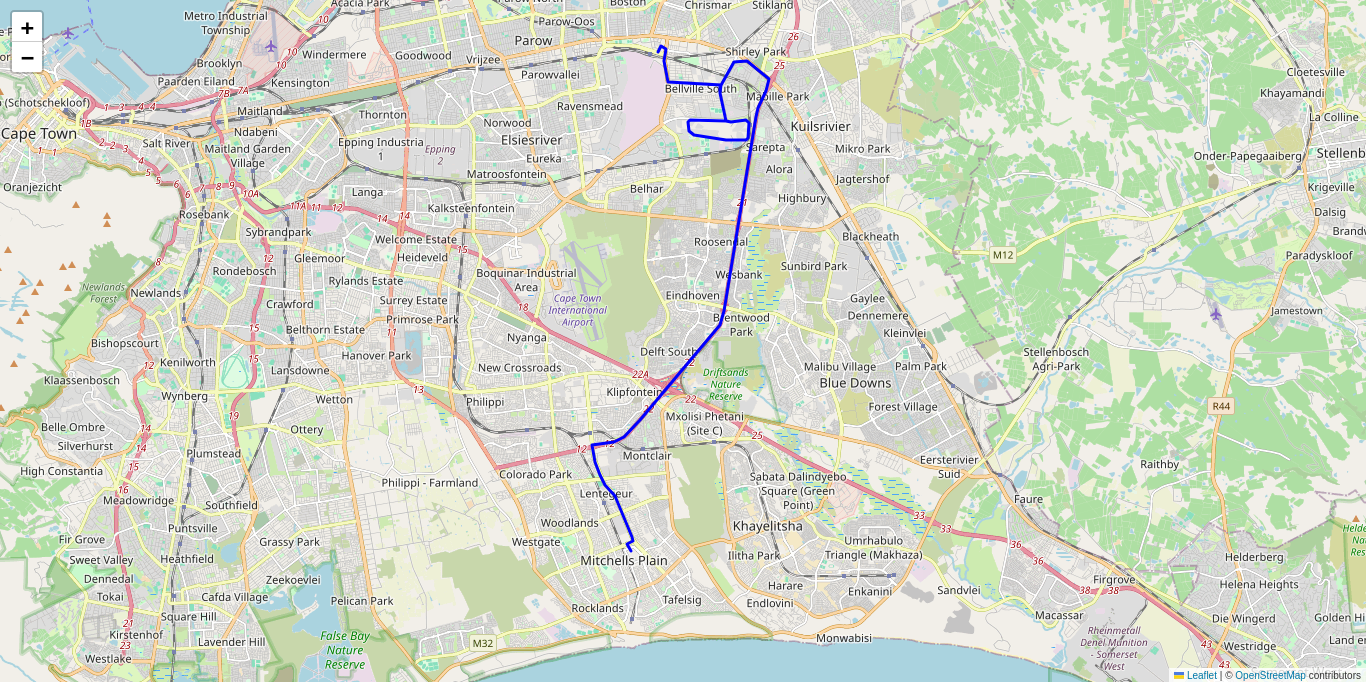 Acacia Park
Parow North
Boston
Chrismar
Stikland
Metro Industrial
Township
Parow-Oos
Parow
Goodwood
Windermere
Vrijzee
Shirley Park
Brooklyn
Paarden Eiland
Kensington
Parowvallei
Bellville South
Mabille Park
Cloetesville
Khayamandi
(Schotschekloof)
Maitland
Thornton
Ravensmead
Norwood
Elsiesrivier
Kuilsrivier
La Colline
Cape Town
Ndabeni
Salt River
Maitland Garden
Village
Epping Industria
1
Epping
2
Eureka
Matroosfontein
Sarepta
Mikro Park
Onder-Papegaaiberg
Oranjezicht
Langa
Belhar
Alora
Jagtershof
Krigeville
Rosebank
Kalksteenfontein
Highbury
Dalsig
Sybrandpark
Welcome Estate
Heideveld
Roosendal
Blackheath
M12
Gleemoor
Rondebosch
Rylands Estate
Boquinar Industrial
Area
Wesbank
Sunbird Park
Paradyskloof
Newlands
Forest
Newlands
Crawford
Surrey Estate
Primrose Park
Cape Town
International
Airport
Eindhoven
Gaylee
Dennemere
Jamestown
Belthorn Estate
Brentwood
Park
Kleinvlei
Bishopscourt
Nyanga
Hanover Park
Delft South
Stellenbosch
Agri-Park
Kenilworth
Lansdowne
New Crossroads
Malibu Village
Palm Park
Klaassenbosch
Wynberg
Wetton
Philippi
Klipfontein
Driftsands
Nature
Reserve
Blue Downs
Forest Village
R44
Belle Ombre
Ottery
Mxolisi Phetani
(Site C)
Silverhurst
Plumstead
Montclair
Eersterivier
Suid
High Constantia
Colorado Park
Sabata Dalindyebo
Square (Green
Point)
Raithby
Philippi - Farmland
Meadowridge
Southfield
Lentegeur
Faure
Puntsville
Woodlands
Khayelitsha
Fir Grove
Grassy Park
Westgate
Umrhabulo
Triangle (Makhaza)
Sweet Valley
Heathfield
Mitchells Plain
Ilitha Park
Helderberg
Dennedal
Zeekoevlei
Firgrove
Helena Heights
Tokai
Cafda Village
Pelican Park
Rocklands
Tafelsig
Harare
Enkanini
Sandvlei
Endlovini
Square Hill
Macassar
Die Wingerd
Kirstenhof
Lavender Hill
False Bay
Nature
Reserve
M32
Monwabisi
Rheinmetall
Denel Munition
- Somerset
West
Westridge
Westlake
Leaflet | © OpenStreetMap contributors